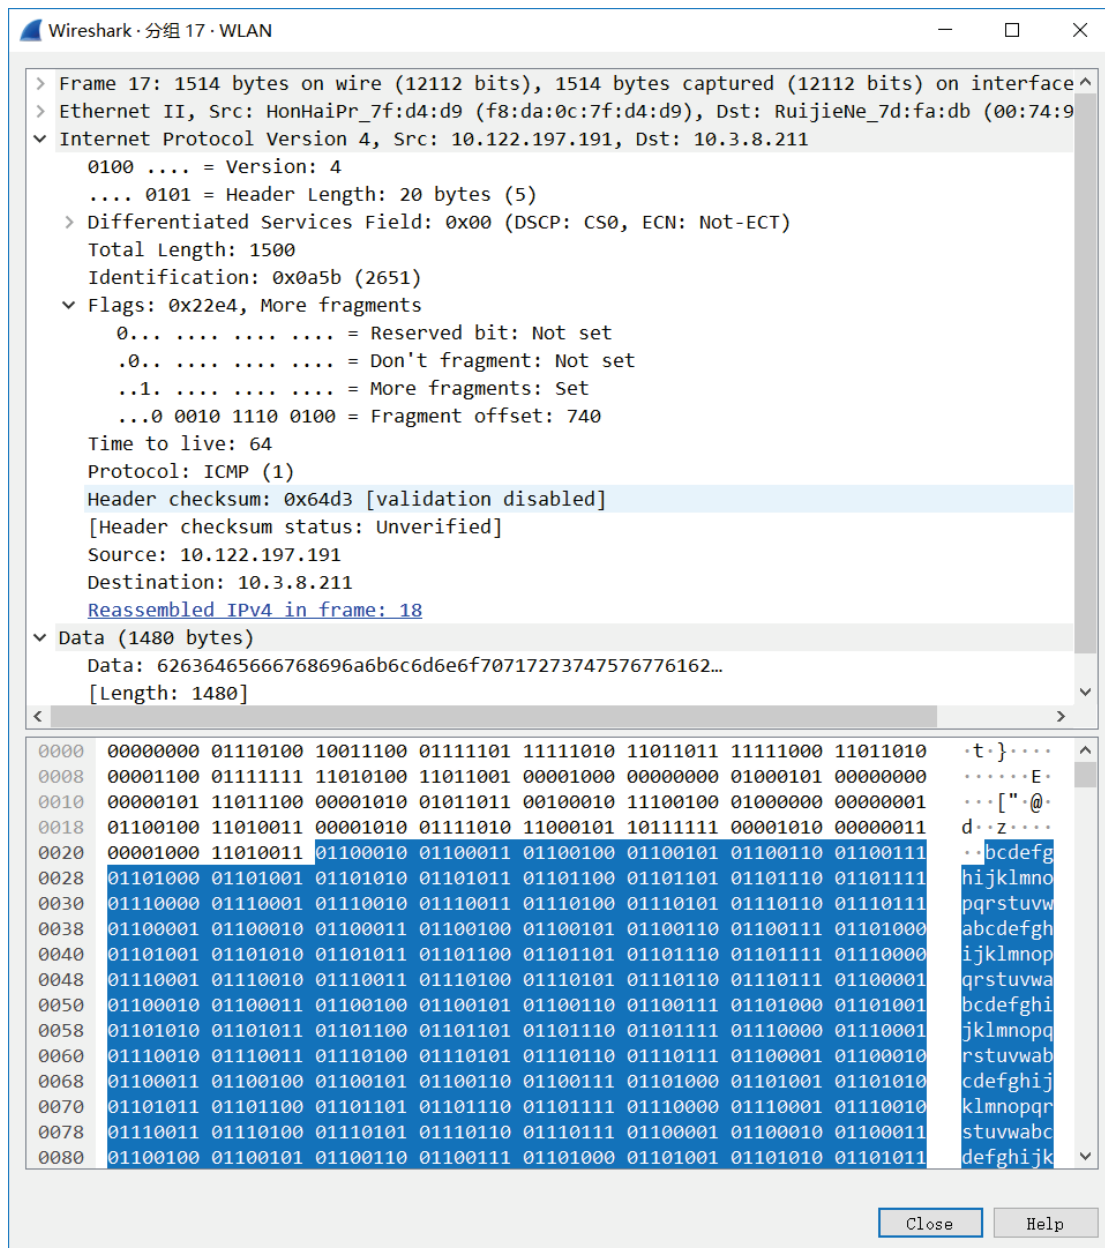 Wireshark · 分组 17 · WLAN
Frame 17: 1514 bytes on wire (12112 bits), 1514 bytes captured (12112 bits) on interface
Ethernet II, Src: HonHaiPr_7f:d4:d9 (f8:da:0c:7f:d4:d9), Dst: RuijieNe_7d:fa:db (00:74:9
Internet Protocol Version 4, Src: 10.122.197.191, Dst: 10.3.8.211
0100 .... = Version: 4
.... 0101 = Header Length: 20 bytes (5)
Differentiated Services Field: 0x00 (DSCP: CS0, ECN: Not-ECT)
Total Length: 1500
Identification: 0x0a5b (2651)
Flags: 0x22e4, More fragments
0... .... .... .... = Reserved bit: Not set
.0.. .... .... .... = Don't fragment: Not set
..1. .... .... .... = More fragments: Set
...0 0010 1110 0100 = Fragment offset: 740
Time to live: 64
Protocol: ICMP (1)
Header checksum: 0x64d3 [validation disabled]
[Header checksum status: Unverified]
Source: 10.122.197.191
Destination: 10.3.8.211
Reassembled IPv4 in frame: 18
Data (1480 bytes)
Data: 62636465666768696a6b6c6d6e6f70717273747576776162…
[Length: 1480]
0000 00000000 01110100 10011100 01111101 11111010 11011011 11111000 11011010 ·t·}····
0008 00001100 01111111 11010100 11011001 00001000 00000000 01000101 00000000 ······E·
0010 00000101 11011100 00001010 01011011 00100010 11100100 01000000 00000001 ···["·@·
0018 01100100 11010011 00001010 01111010 11000101 10111111 00001010 00000011 d··z····
0020 00001000 11010011 01100010 01100011 01100100 01100101 01100110 01100111 ··bcdefg
0028 01101000 01101001 01101010 01101011 01101100 01101101 01101110 01101111 hijklmno
0030 01110000 01110001 01110010 01110011 01110100 01110101 01110110 01110111 pqrstuvw
0038 01100001 01100010 01100011 01100100 01100101 01100110 01100111 01101000 abcdefgh
0040 01101001 01101010 01101011 01101100 01101101 01101110 01101111 01110000 ijklmnop
0048 01110001 01110010 01110011 01110100 01110101 01110110 01110111 01100001 qrstuvwa
0050 01100010 01100011 01100100 01100101 01100110 01100111 01101000 01101001 bcdefghi
0058 01101010 01101011 01101100 01101101 01101110 01101111 01110000 01110001 jklmnopq
0060 01110010 01110011 01110100 01110101 01110110 01110111 01100001 01100010 rstuvwab
0068 01100011 01100100 01100101 01100110 01100111 01101000 01101001 01101010 cdefghij
0070 01101011 01101100 01101101 01101110 01101111 01110000 01110001 01110010 klmnopqr
0078 01110011 01110100 01110101 01110110 01110111 01100001 01100010 01100011 stuvwabc
0080 01100100 01100101 01100110 01100111 01101000 01101001 01101010 01101011 defghijk
Close Help